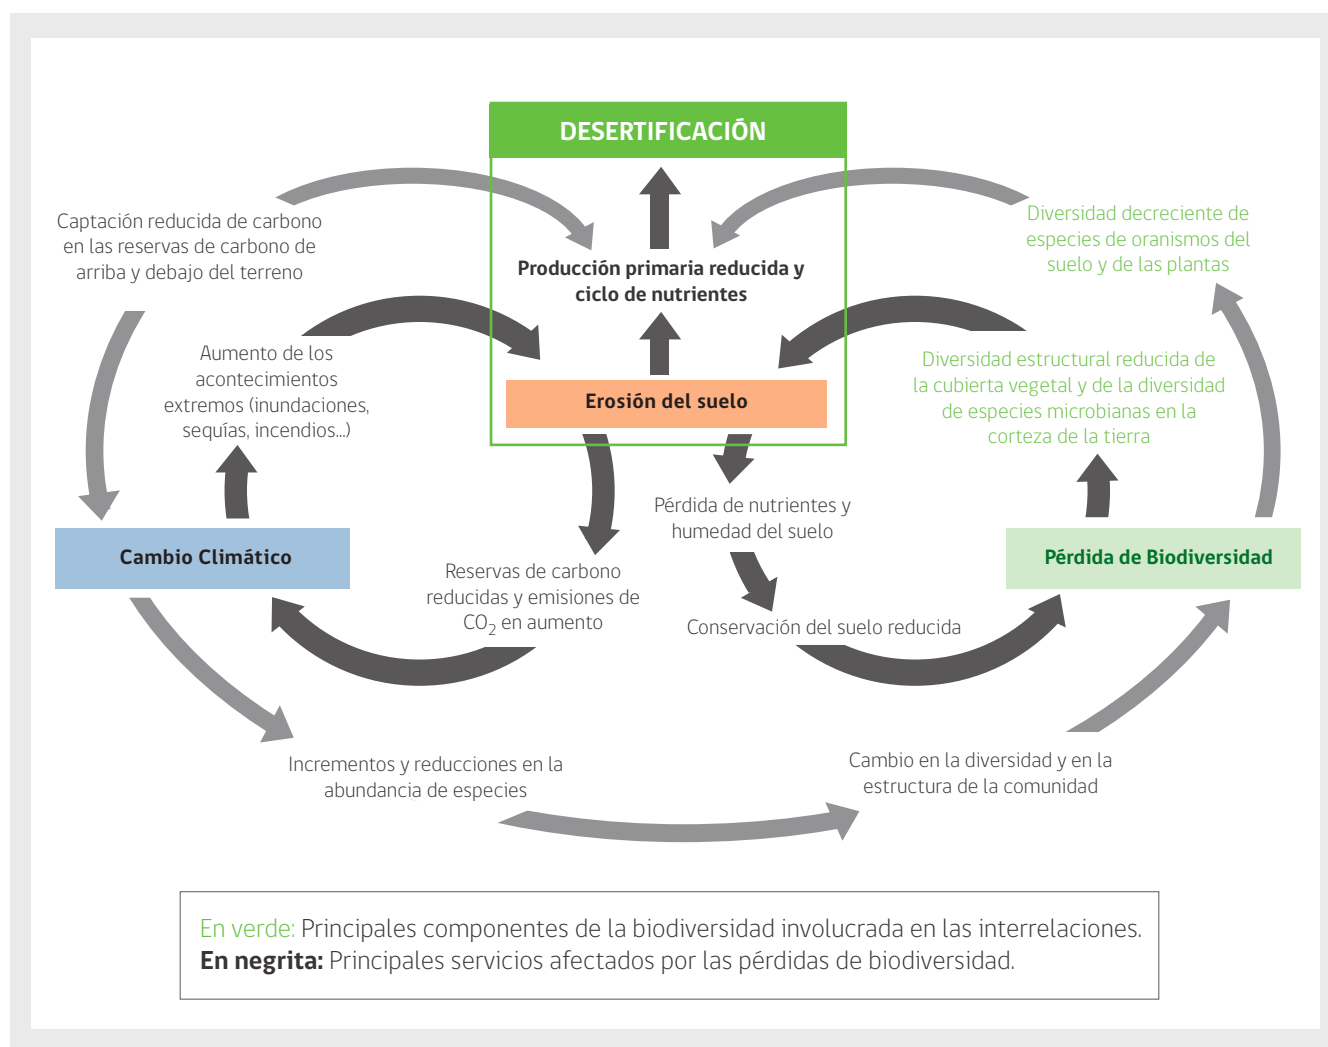 DESERTIFICACIÓN
Captación reducida de carbono
en las reservas de carbono de
arriba y debajo del terreno
Producción primaria reducida y
ciclo de nutrientes
Diversidad decreciente de
especies de oranismos del
suelo y de las plantas
Aumento de los
acontecimientos
extremos (inundaciones,
sequías, incendios...)
Erosión del suelo
Diversidad estructural reducida de
la cubierta vegetal y de la diversidad
de especies microbianas en la
corteza de la tierra
Pérdida de nutrientes y
humedad del suelo
Cambio Climático
Pérdida de Biodiversidad
Reservas de carbono
reducidas y emisiones de
CO₂ en aumento
Conservación del suelo reducida
Incrementos y reducciones en la
abundancia de especies
Cambio en la diversidad y en la
estructura de la comunidad
En verde: Principales componentes de la biodiversidad involucrada en las interrelaciones.
En negrita: Principales servicios afectados por las pérdidas de biodiversidad.